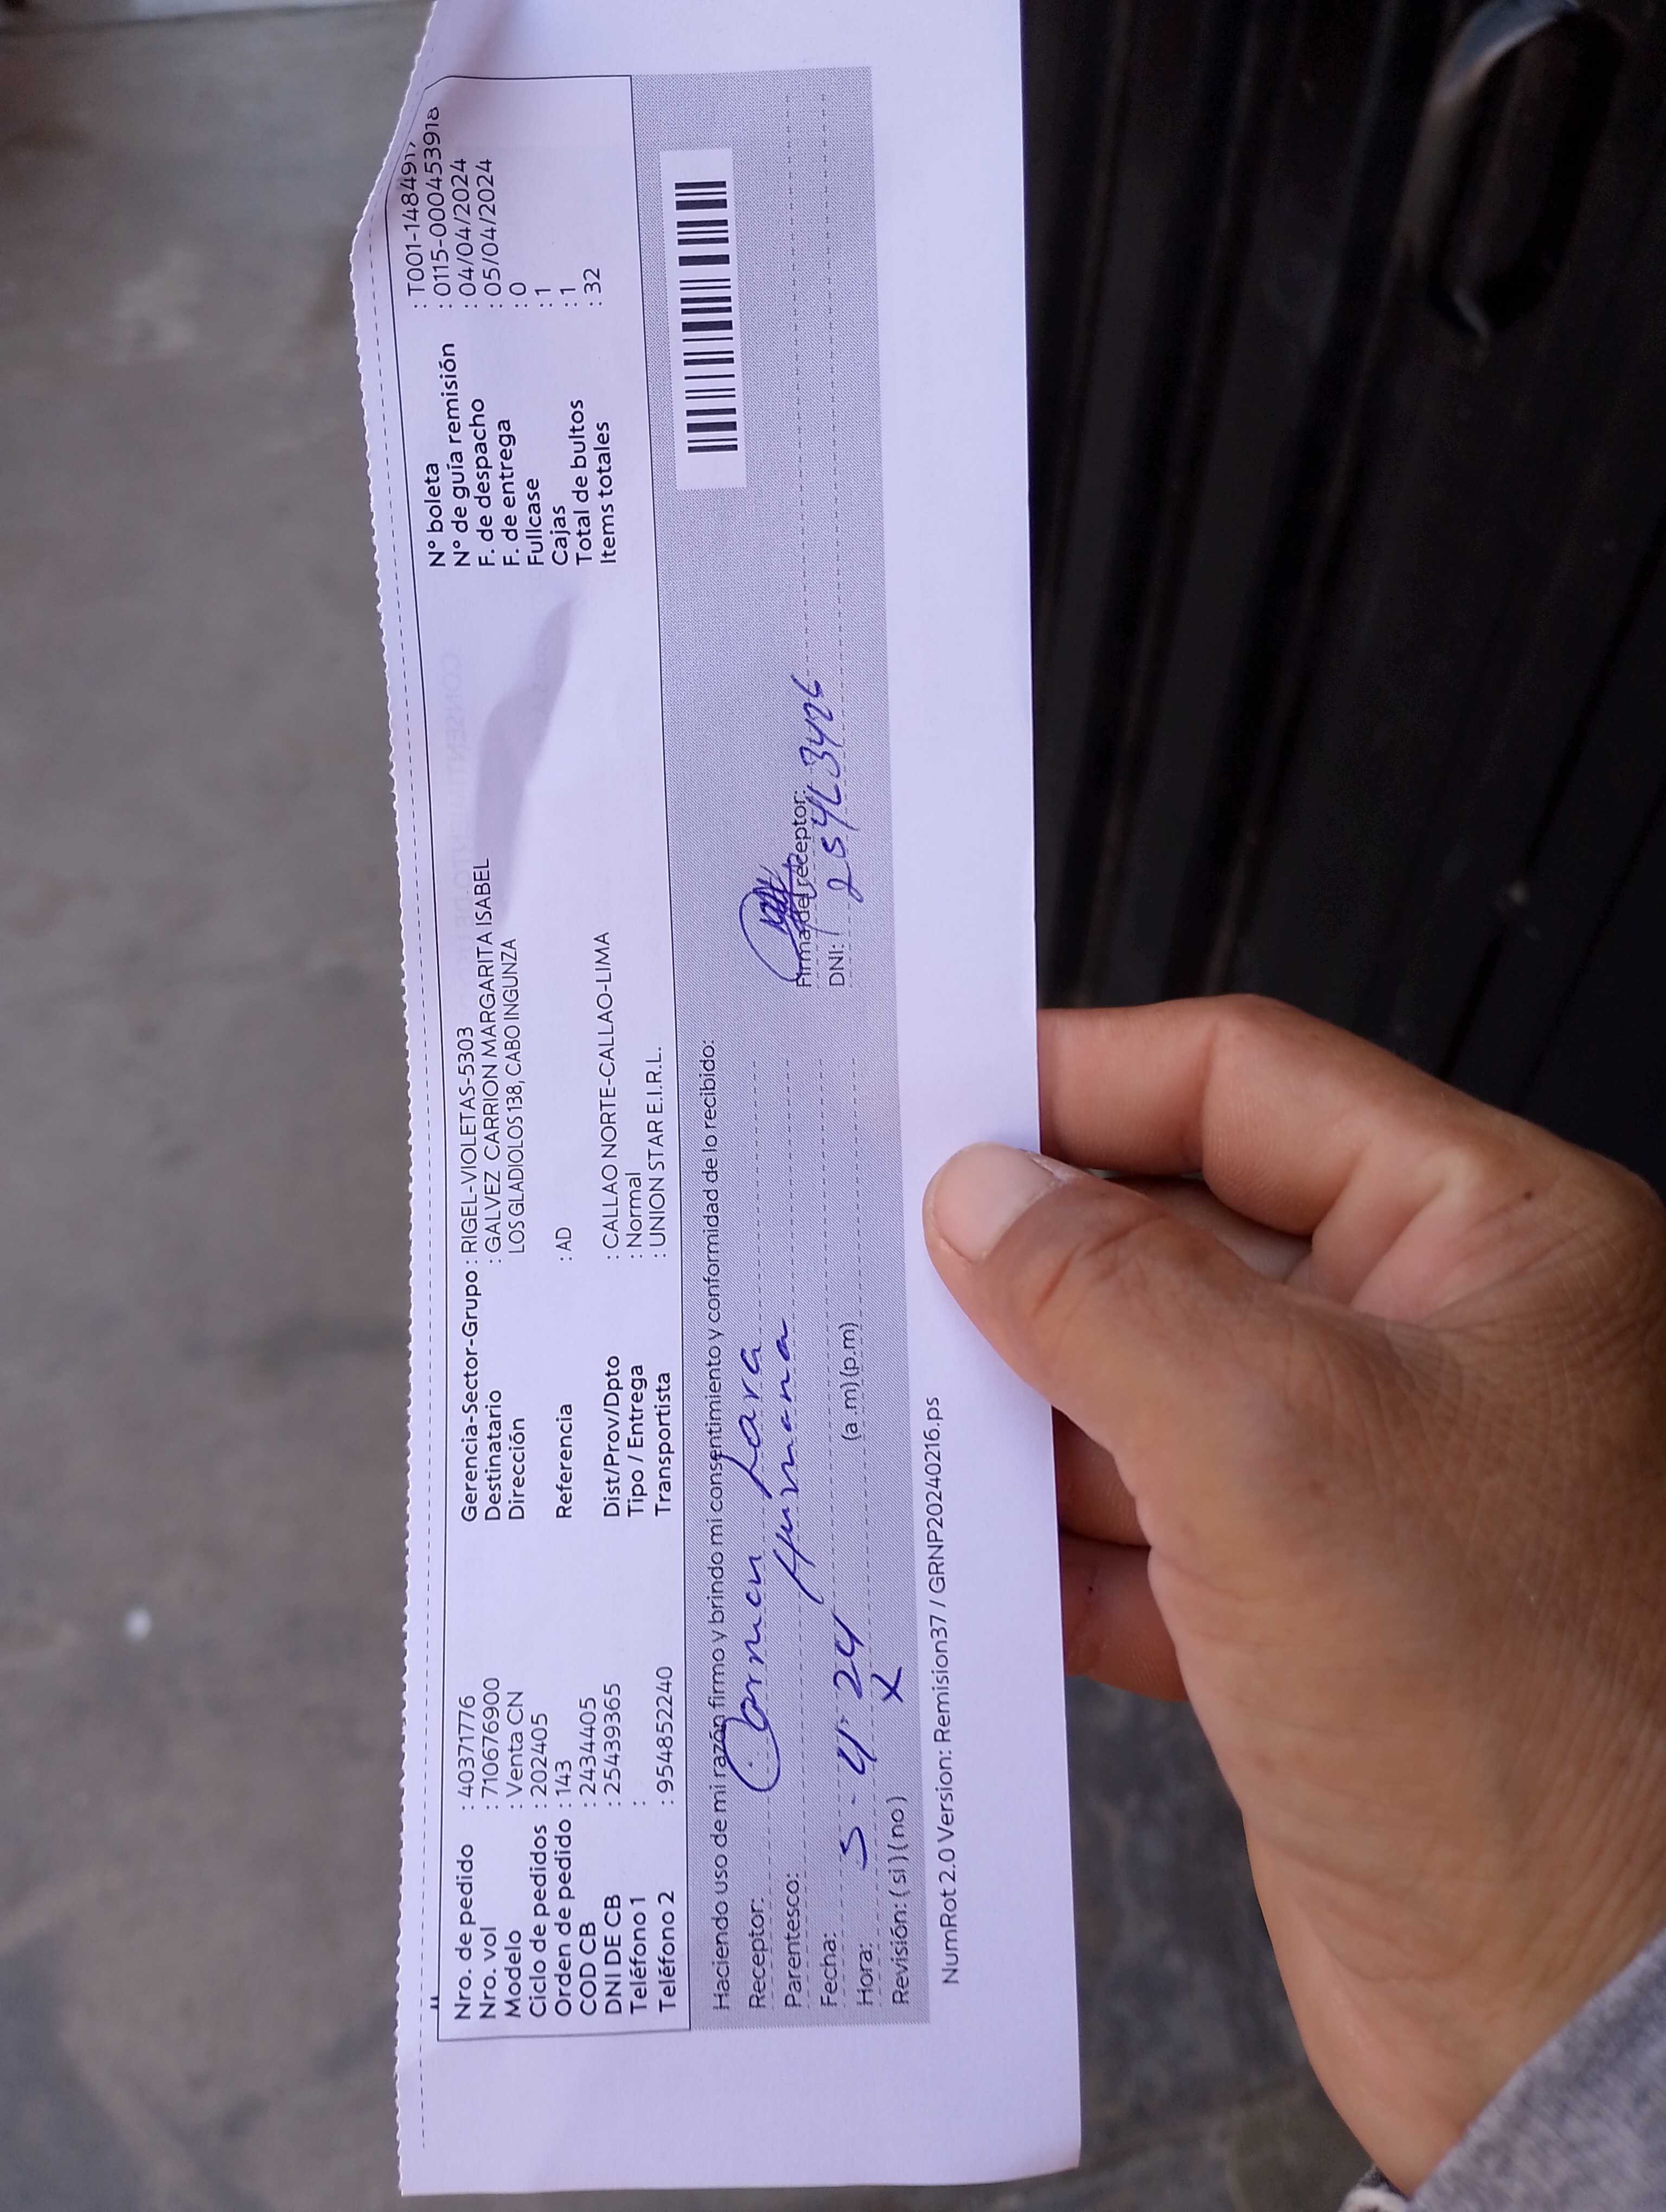 Nro. de pedido : 40371776
Nro. vol : 710676900
Modelo : Venta CN
Ciclo de pedidos : 202405
Orden de pedido : 143
COD CB : 2434405
DNI DE CB : 25439365
Teléfono 1 :
Teléfono 2 : 954852240
Gerencia-Sector-Grupo : RIGEL-VIOLETAS-5303
Destinatario : GALVEZ CARRION MARGARITA ISABEL
Dirección LOS GLADIOLOS 138, CABO INGUNZA
Referencia : AD
Dist/Prov/Dpto : CALLAO NORTE-CALLAO-LIMA
Tipo / Entrega : Normal
Transportista : UNION STAR E.I.R.L.
N° boleta : T001-148491
N° de guía remisión : 0115-000453918
F. de despacho : 04/04/2024
F. de entrega : 05/04/2024
Fullcase : 0
Cajas : 1
Total de bultos : 1
Items totales : 32
Haciendo uso de mi razón firmo y brindo mi consentimiento y conformidad de lo recibido:
Receptor: Carmen Lara
Parentesco: Humana
Fecha: 5-4-24
Hora: (a.m) (p.m)
Revisión: ( si ) ( no ) X
Firma del receptor:
DNI:
NumRot 2.0 Version: Remision37 / GRNP20240216.ps